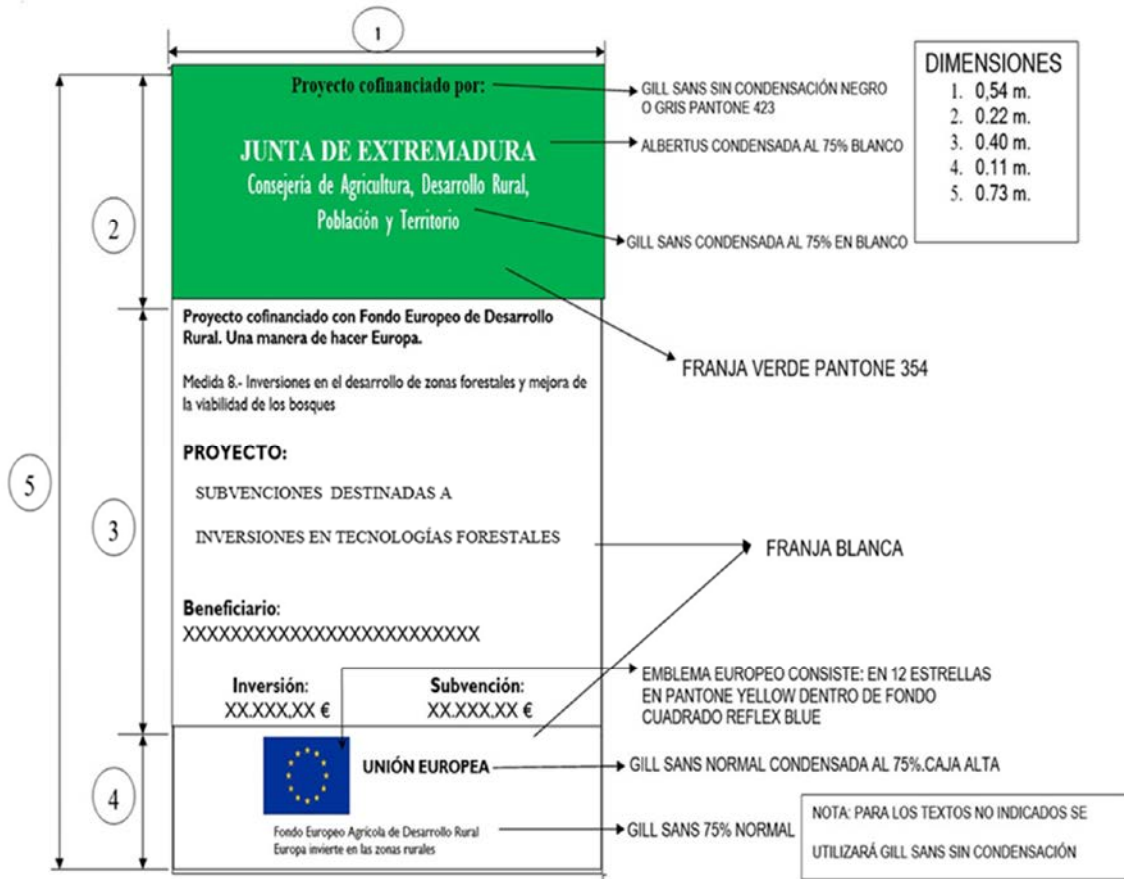 1
Proyecto cofinanciado por:
JUNTA DE EXTREMADURA
Consejería de Agricultura, Desarrollo Rural,
Población y Territorio
GILL SANS SIN CONDENSACIÓN NEGRO
O GRIS PANTONE 423
ALBERTUS CONDENSADA AL 75% BLANCO
GILL SANS CONDENSADA AL 75% EN BLANCO
DIMENSIONES
1. 0,54 m.
2. 0.22 m.
3. 0.40 m.
4. 0.11 m.
5. 0.73 m.
2
FRANJA VERDE PANTONE 354
Proyecto cofinanciado con Fondo Europeo de Desarrollo
Rural. Una manera de hacer Europa.
Medida 8.- Inversiones en el desarrollo de zonas forestales y mejora de
la viabilidad de los bosques
PROYECTO:
SUBVENCIONES DESTINADAS A
INVERSIONES EN TECNOLOGÍAS FORESTALES
5
3
FRANJA BLANCA
Beneficiario:
XXXXXXXXXXXXXXXXXXXXXXXXX
Inversión:
XX.XXX,XX €
Subvención:
XX.XXX,XX €
EMBLEMA EUROPEO CONSISTE: EN 12 ESTRELLAS
EN PANTONE YELLOW DENTRO DE FONDO
CUADRADO REFLEX BLUE
4
UNIÓN EUROPEA
GILL SANS NORMAL CONDENSADA AL 75%.CAJA ALTA
Fondo Europeo Agrícola de Desarrollo Rural
Europa invierte en las zonas rurales
GILL SANS 75% NORMAL
NOTA: PARA LOS TEXTOS NO INDICADOS SE
UTILIZARÁ GILL SANS SIN CONDENSACIÓN